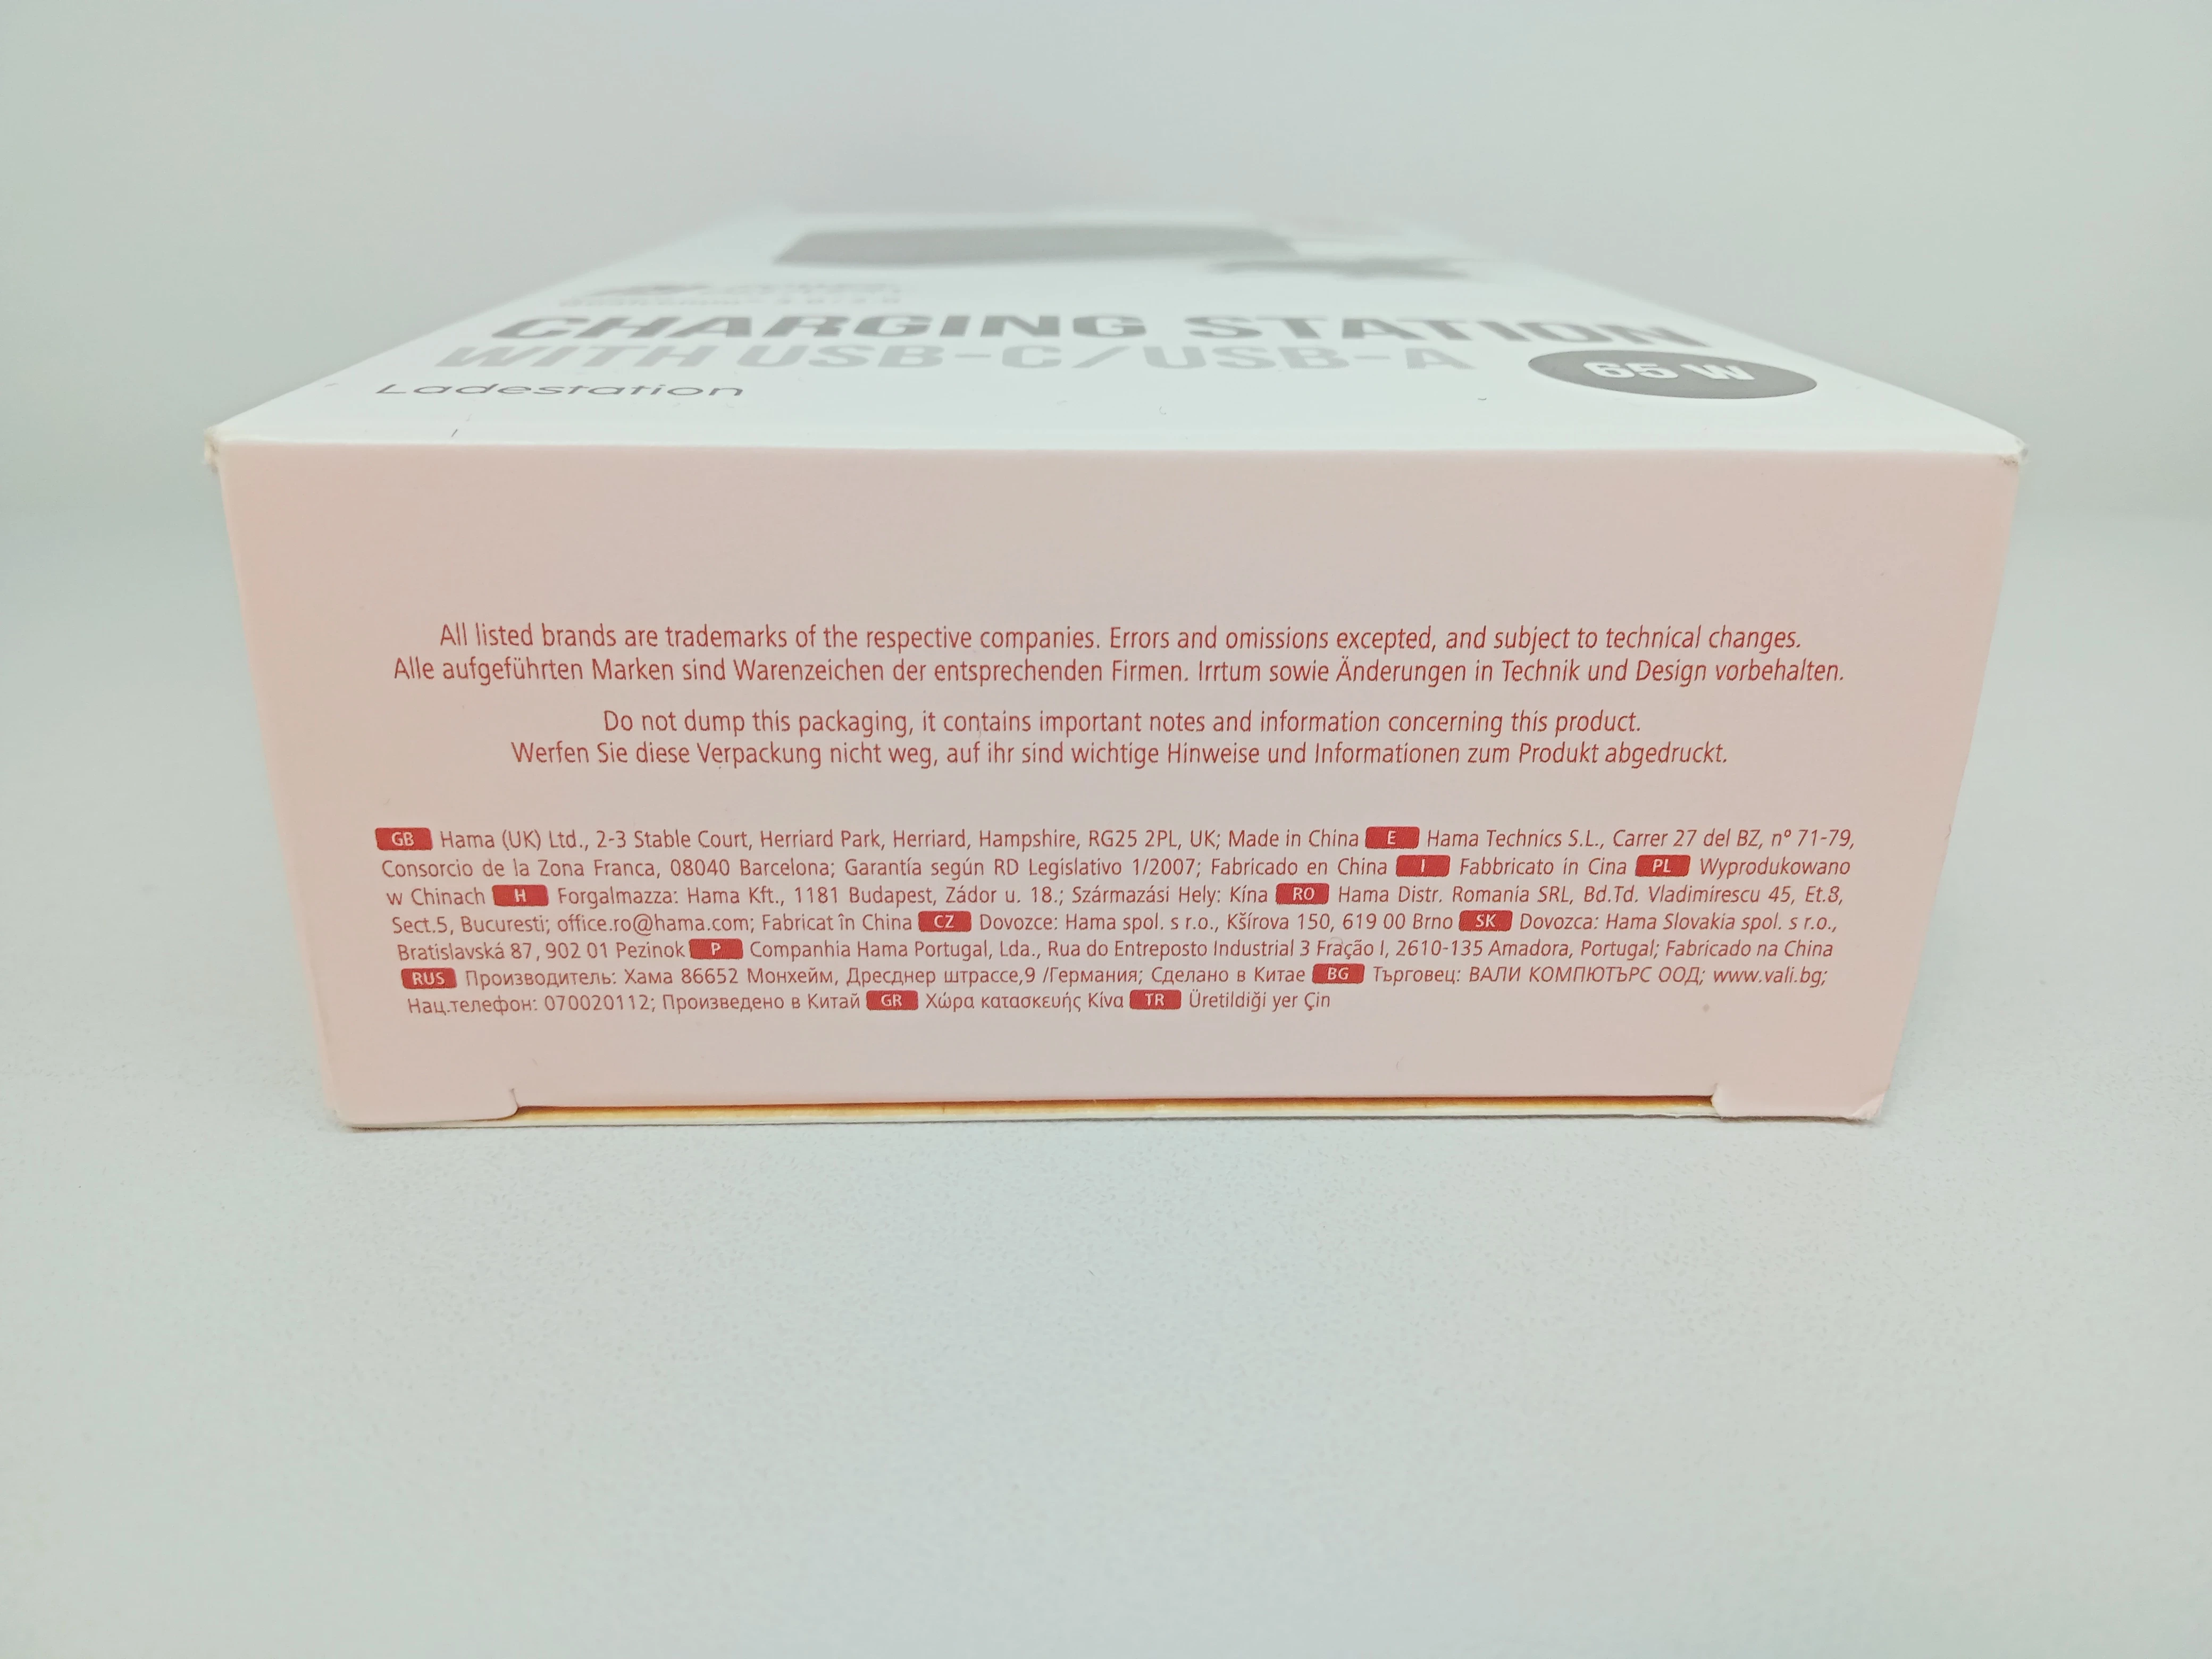 CHARGING STATION
WITH USB-C/USB-A
65 W
Ladestation
All listed brands are trademarks of the respective companies. Errors and omissions excepted, and subject to technical changes.
Alle aufgeführten Marken sind Warenzeichen der entsprechenden Firmen. Irrtum sowie Änderungen in Technik und Design vorbehalten.
Do not dump this packaging, it contains important notes and information concerning this product.
Werfen Sie diese Verpackung nicht weg, auf ihr sind wichtige Hinweise und Informationen zum Produkt abgedruckt.
GB Hama (UK) Ltd., 2-3 Stable Court, Herriard Park, Herriard, Hampshire, RG25 2PL, UK; Made in China E Hama Technics S.L., Carrer 27 del BZ, nº 71-79,
Consorcio de la Zona Franca, 08040 Barcelona; Garantía según RD Legislativo 1/2007; Fabricado en China I Fabbricato in Cina PL Wyprodukowano
w Chinach H Forgalmazza: Hama Kft., 1181 Budapest, Zádor u. 18.; Származási Hely: Kína RO Hama Distr. Romania SRL, Bd.Td. Vladimirescu 45, Et.8,
Sect.5, Bucuresti; office.ro@hama.com; Fabricat în China CZ Dovozce: Hama spol. s r.o., Kšírova 150, 619 00 Brno SK Dovozca: Hama Slovakia spol. s r.o.,
Bratislavská 87, 902 01 Pezinok P Companhia Hama Portugal, Lda., Rua do Entreposto Industrial 3 Fração I, 2610-135 Amadora, Portugal; Fabricado na China
RUS Производитель: Хама 86652 Монхейм, Дресднер штрассе,9 /Германия; Сделано в Китае BG Търговец: ВАЛИ КОМПЮТЪРС ООД; www.vali.bg;
Нац.телефон: 070020112; Произведено в Китай GR Χώρα κατασκευής Κίνα TR Üretildiği yer Çin